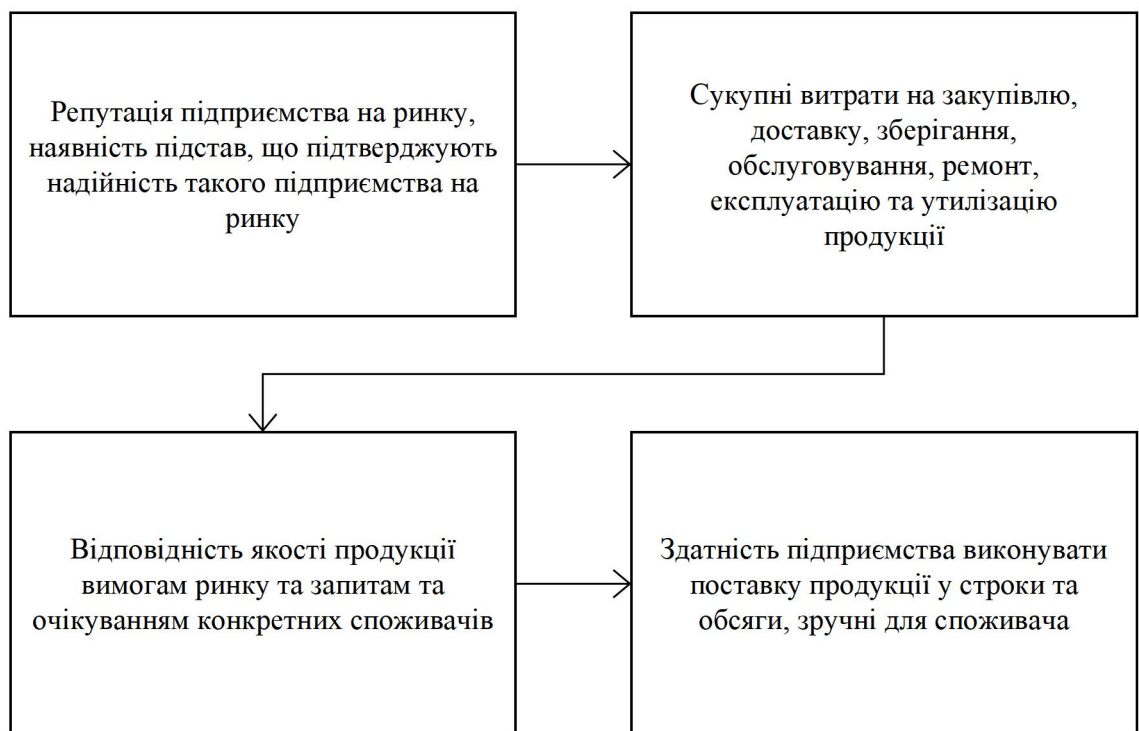 Репутація підприємства на ринку,
наявність підстав, що підтверджують
надійність такого підприємства на
ринку
Сукупні витрати на закупівлю,
доставку, зберігання,
обслуговування, ремонт,
експлуатацію та утилізацію
продукції
Відповідність якості продукції
вимогам ринку та запитам та
очікуванням конкретних споживачів
Здатність підприємства виконувати
поставку продукції у строки та
обсяги, зручні для споживача